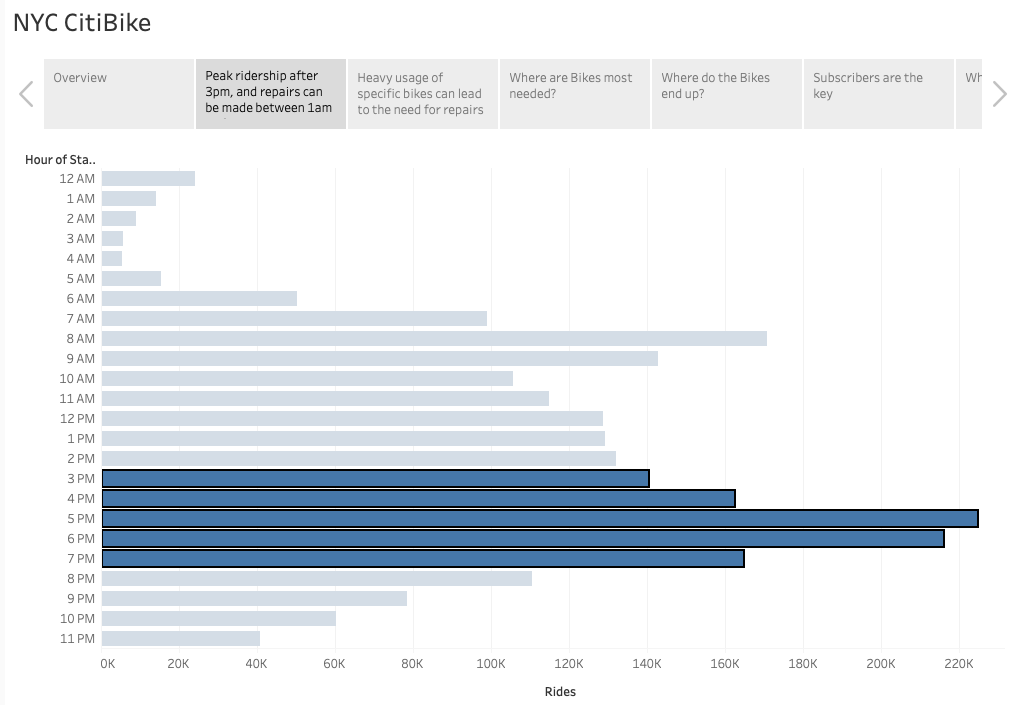 NYC CitiBike
Overview
Peak ridership after
3pm, and repairs can
be made between 1am
Heavy usage of
specific bikes can lead
to the need for repairs
Where are Bikes most
needed?
Where do the Bikes
end up?
Subscribers are the
key
Wh
Hour of Sta..
12 AM
1 AM
2 AM
3 AM
4 AM
5 AM
6 AM
7 AM
8 AM
9 AM
10 AM
11 AM
12 PM
1 PM
2 PM
3 PM
4 PM
5 PM
6 PM
7 PM
8 PM
9 PM
10 PM
11 PM
0K 20K 40K 60K 80K 100K 120K 140K 160K 180K 200K 220K
Rides